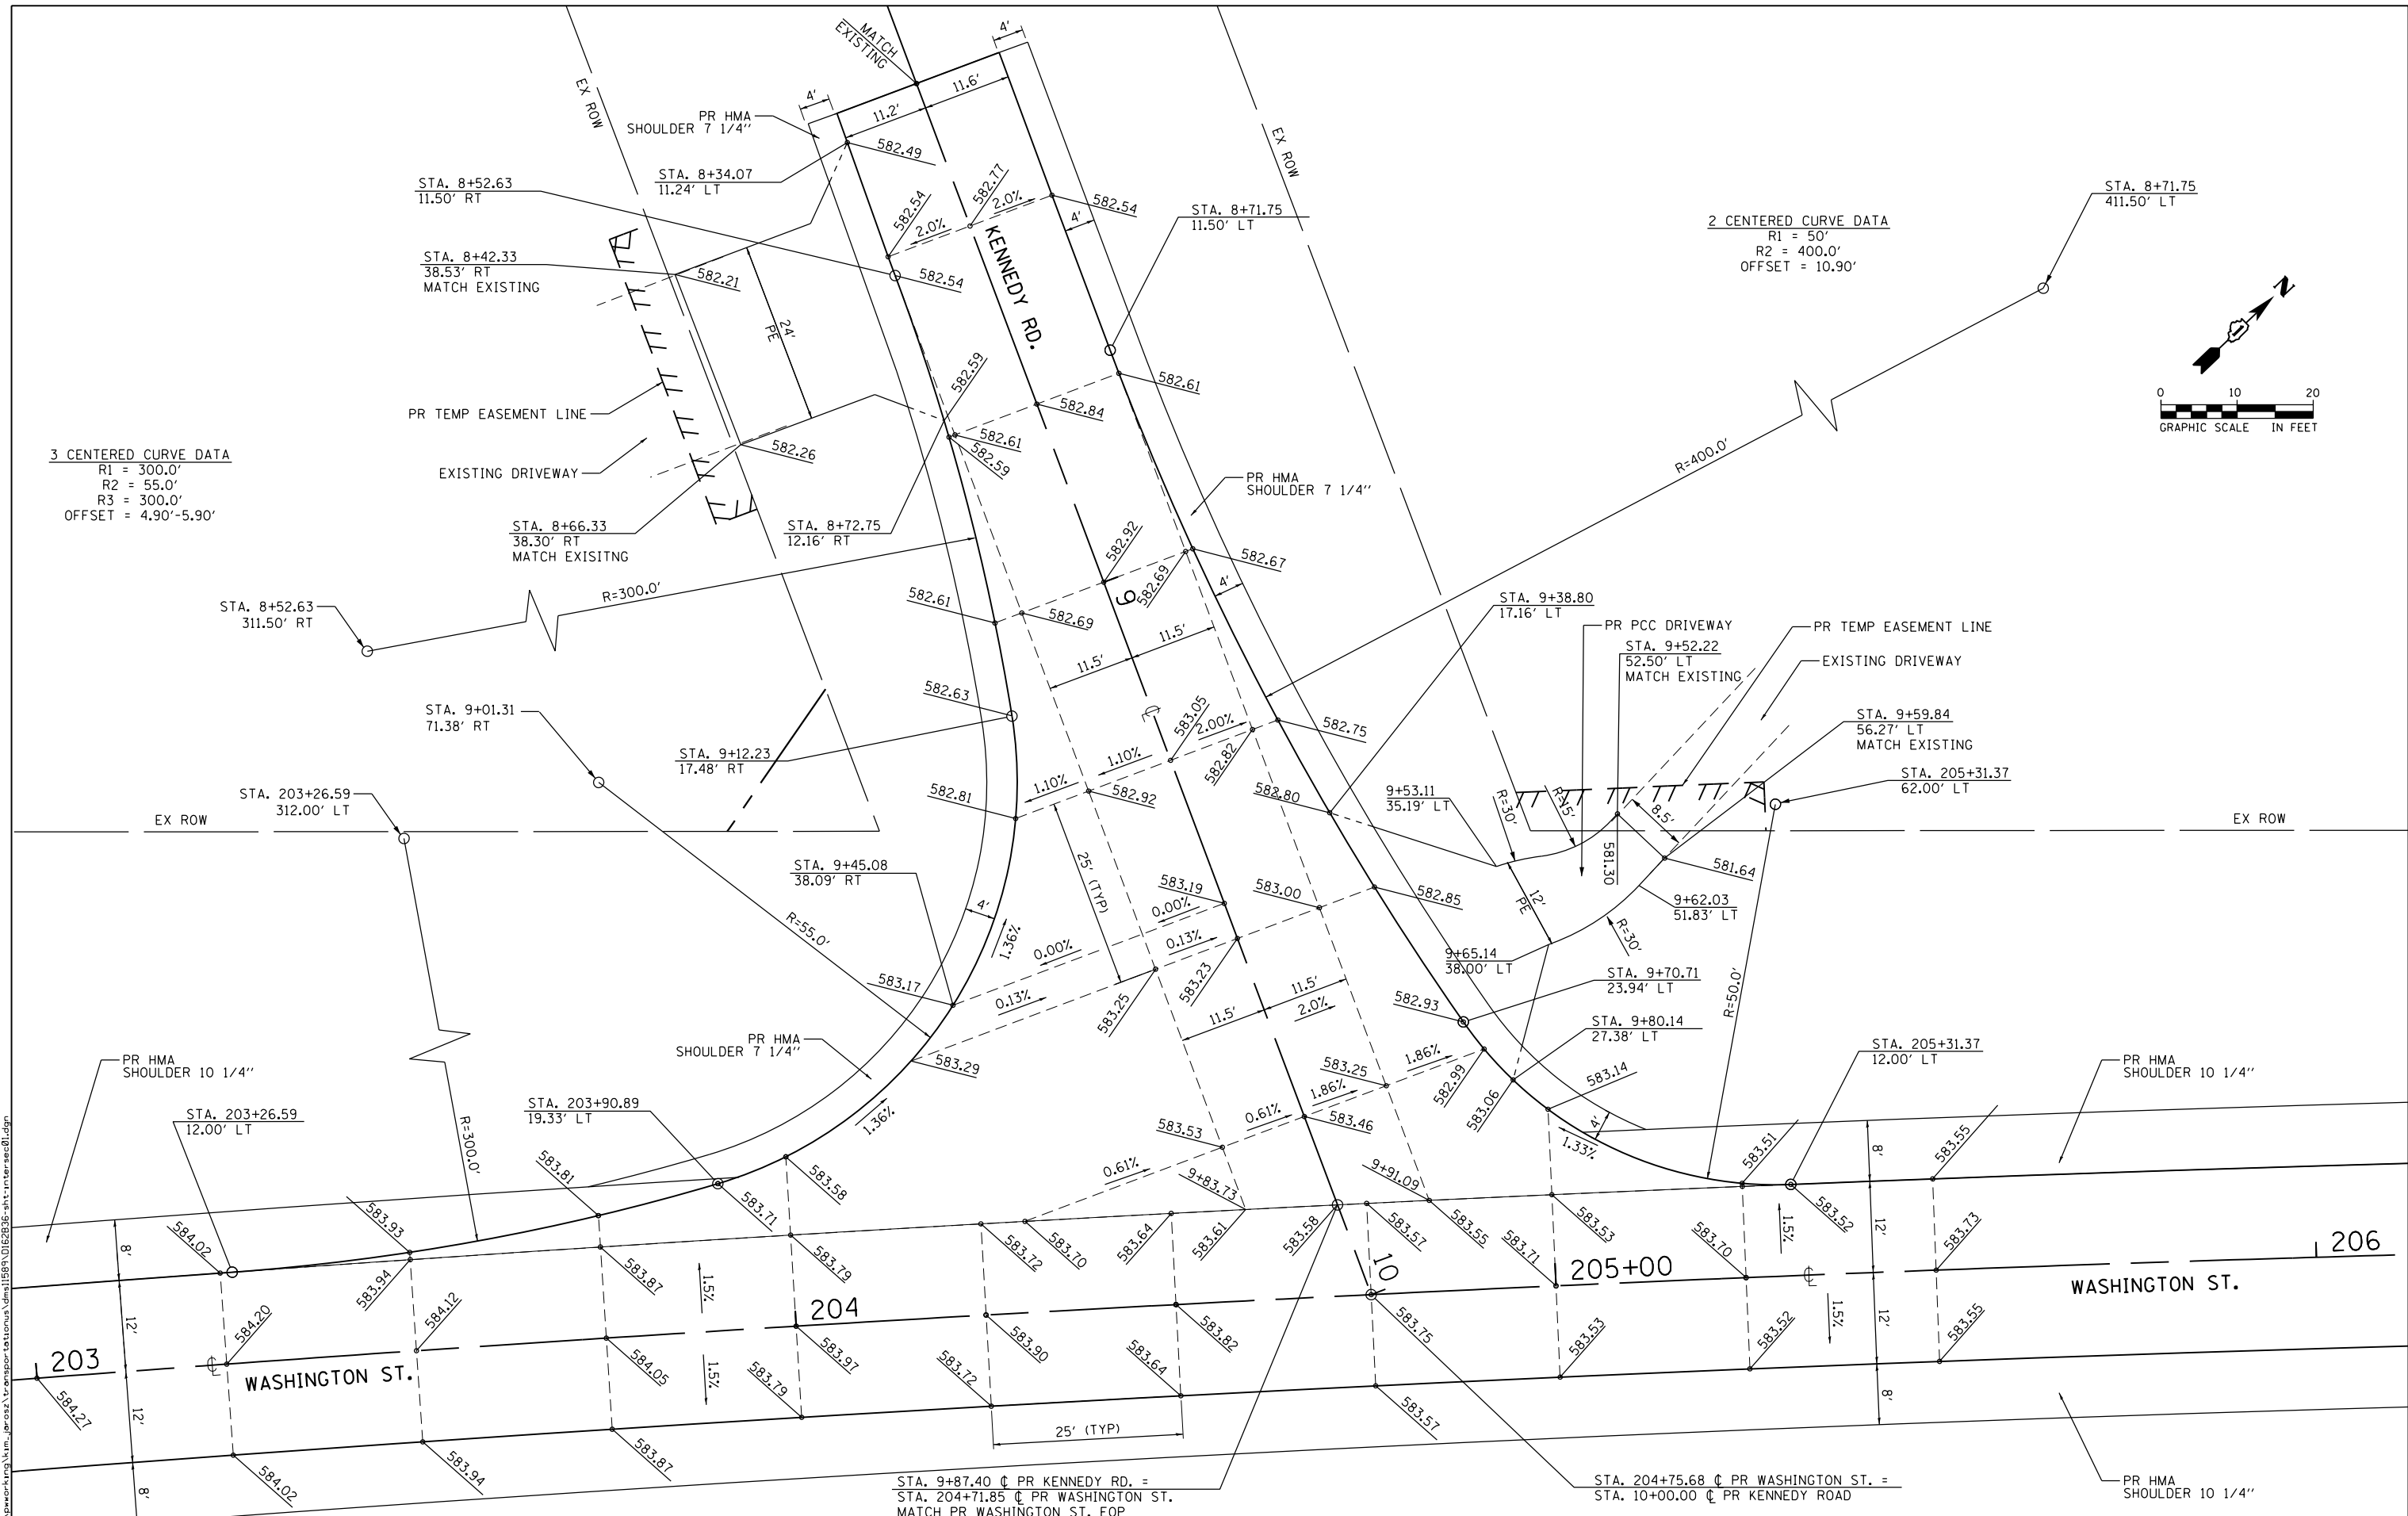 MATCH
EXISTING
4'
4'
11.6'
11.2'
EX ROW
EX ROW
PR HMA
SHOULDER 7 1/4"
582.49
STA. 8+34.07
11.24' LT
STA. 8+52.63
11.50' RT
582.54
582.77
2.0%
2.0%
582.54
4'
STA. 8+71.75
11.50' LT
KENNEDY RD.
STA. 8+71.75
411.50' LT
2 CENTERED CURVE DATA
R1 = 50'
R2 = 400.0'
OFFSET = 10.90'
N
0 10 20
GRAPHIC SCALE IN FEET
STA. 8+42.33
38.53' RT
MATCH EXISTING
582.21
582.54
24'
PE
582.59
582.61
582.84
PR TEMP EASEMENT LINE
582.61
582.59
582.26
EXISTING DRIVEWAY
3 CENTERED CURVE DATA
R1 = 300.0'
R2 = 55.0'
R3 = 300.0'
OFFSET = 4.90'-5.90'
R=400.0'
PR HMA
SHOULDER 7 1/4"
STA. 8+66.33
38.30' RT
MATCH EXISITNG
STA. 8+72.75
12.16' RT
582.92
582.69
582.67
4'
9
STA. 8+52.63
311.50' RT
R=300.0'
582.61
582.69
11.5'
11.5'
STA. 9+38.80
17.16' LT
PR PCC DRIVEWAY
PR TEMP EASEMENT LINE
STA. 9+52.22
52.50' LT
MATCH EXISTING
EXISTING DRIVEWAY
STA. 9+01.31
71.38' RT
582.63
STA. 9+12.23
17.48' RT
℄
583.05
2.00%
582.82
582.75
STA. 9+59.84
56.27' LT
MATCH EXISTING
STA. 205+31.37
62.00' LT
1.10%
1.10%
582.92
582.81
582.80
9+53.11
35.19' LT
R=30'
R=15'
8.5'
STA. 203+26.59
312.00' LT
EX ROW
EX ROW
581.30
581.64
STA. 9+45.08
38.09' RT
25' (TYP)
583.19
583.00
582.85
12'
PE
9+62.03
51.83' LT
R=30'
R=55.0'
4'
1.36%
0.00%
0.00%
0.13%
9+65.14
38.00' LT
R=50.0'
583.17
0.13%
583.25
583.23
11.5'
11.5'
2.0%
582.93
STA. 9+70.71
23.94' LT
PR HMA
SHOULDER 7 1/4"
583.29
STA. 9+80.14
27.38' LT
STA. 205+31.37
12.00' LT
PR HMA
SHOULDER 10 1/4"
PR HMA
SHOULDER 10 1/4"
583.25
1.86%
1.86%
582.99
583.06
583.14
STA. 203+26.59
12.00' LT
R=300.0'
STA. 203+90.89
19.33' LT
1.36%
583.53
0.61%
583.46
4'
1.33%
583.51
583.55
8'
583.81
583.58
0.61%
9+83.73
9+91.09
583.93
583.71
583.64
583.61
583.58
583.57
583.55
583.53
583.52
584.02
583.94
583.87
583.79
583.72
583.70
583.71
583.70
1.5%
583.73
12'
8'
12'
12'
8'
584.20
584.12
1.5%
204
10
205+00
℄
206
WASHINGTON ST.
203
℄
WASHINGTON ST.
584.27
584.05
1.5%
583.97
583.90
583.82
583.75
1.5%
12'
8'
583.79
583.72
583.64
583.57
583.53
583.52
583.55
584.02
583.94
583.87
25' (TYP)
STA. 9+87.40 ℄ PR KENNEDY RD. =
STA. 204+71.85 ℄ PR WASHINGTON ST.
MATCH PR WASHINGTON ST. EOP
STA. 204+75.68 ℄ PR WASHINGTON ST. =
STA. 10+00.00 ℄ PR KENNEDY ROAD
PR HMA
SHOULDER 10 1/4"